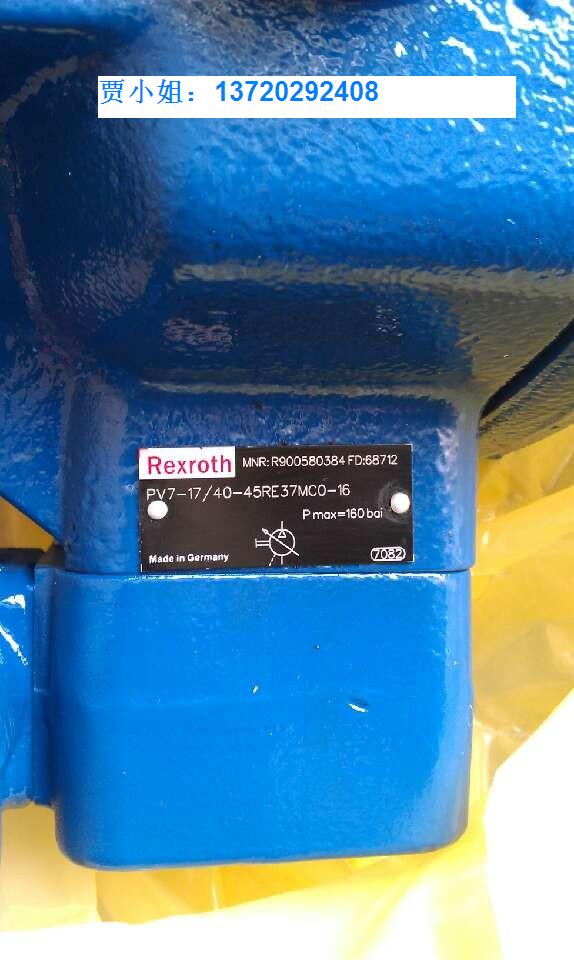 贾小姐：13720292408
Rexroth MNR: R900580384 FD:68712
PV7-17/40-45RE37MC0-16
P max=160 bai
Made in Germany 7082